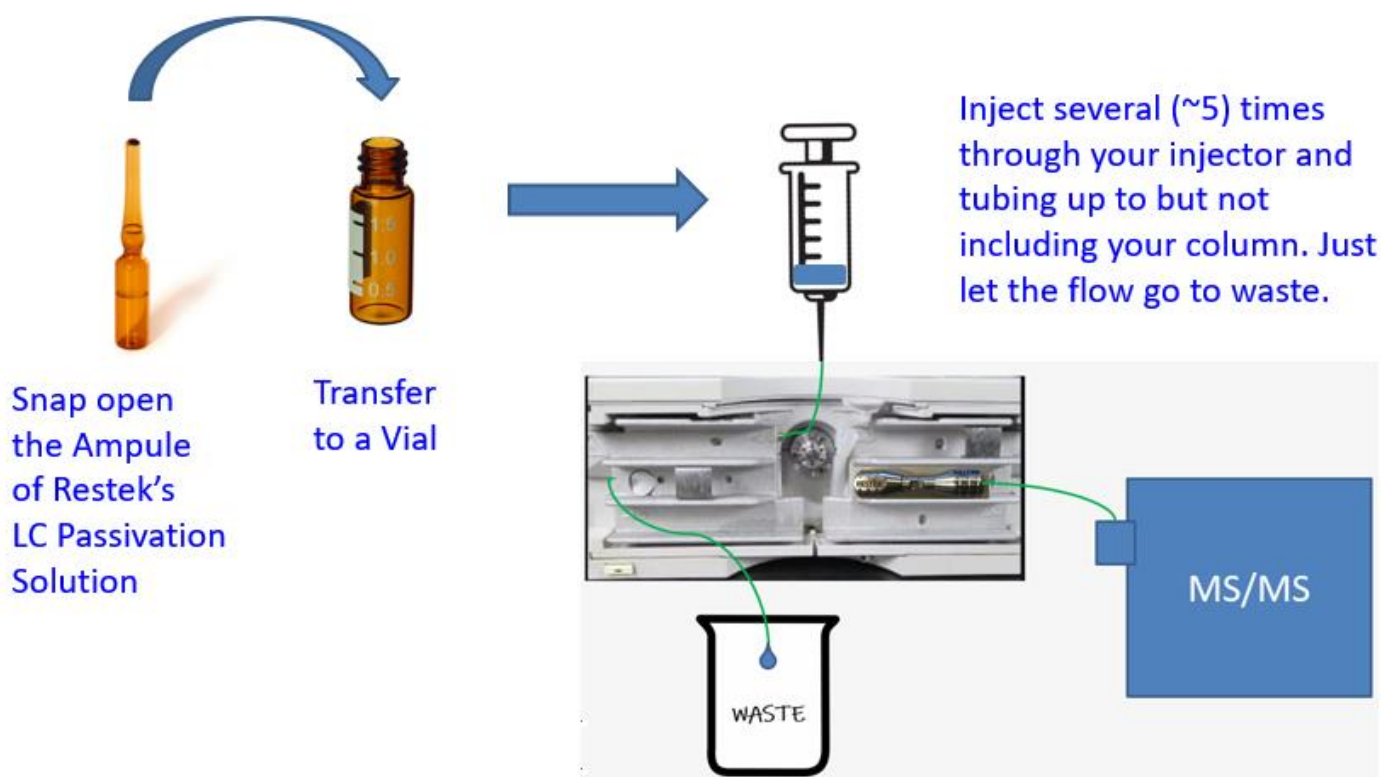 Snap open
the Ampule
of Restek's
LC Passivation
Solution
Transfer
to a Vial
1.5
1.0
0.5
Inject several (~5) times
through your injector and
tubing up to but not
including your column. Just
let the flow go to waste.
MS/MS
WASTE